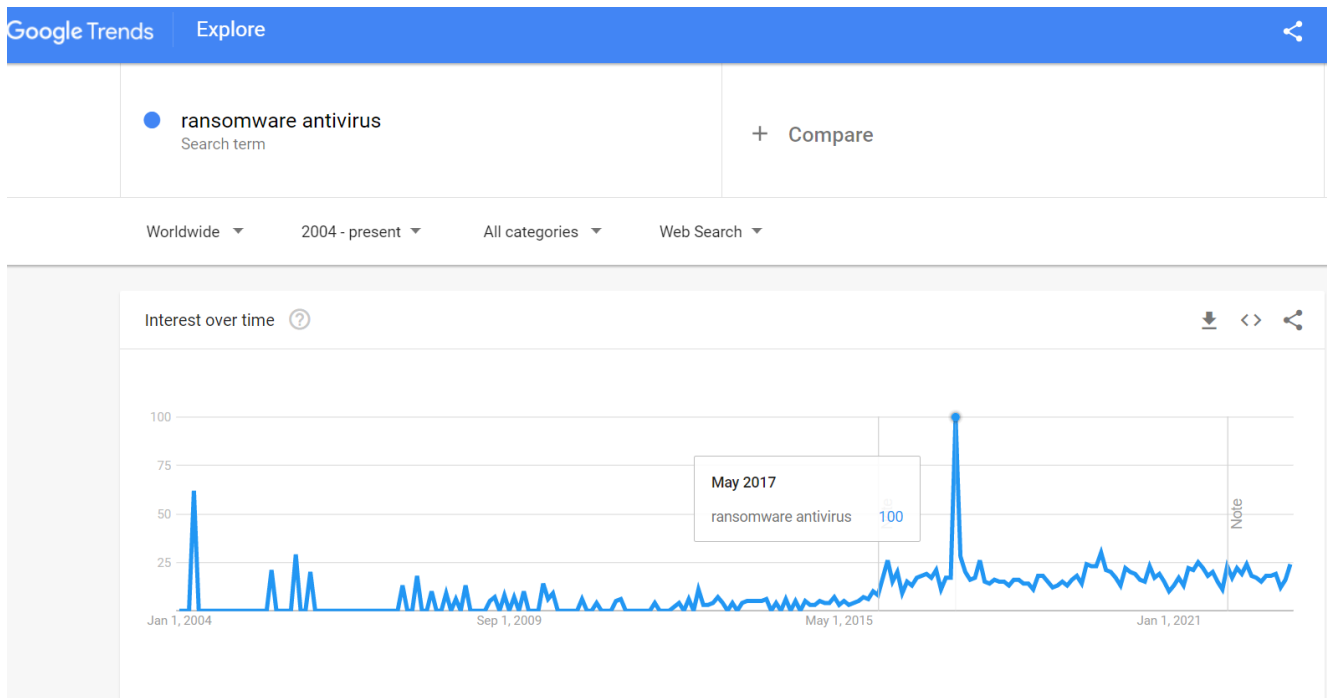 Google Trends Explore
ransomware antivirus
Search term
+ Compare
Worldwide 2004 - present All categories Web Search
Interest over time ?
100
75
50
25
May 2017
ransomware antivirus 100
Note
Jan 1, 2004 Sep 1, 2009 May 1, 2015 Jan 1, 2021